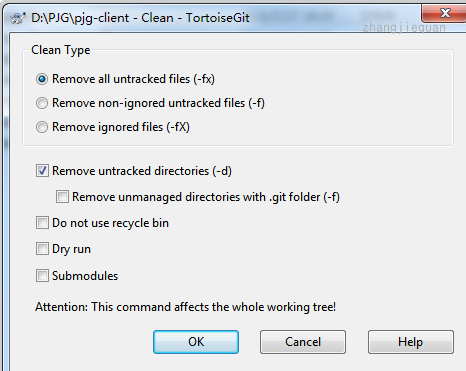 D:\PJG\pjg-client - Clean - TortoiseGit
zhangjiequan
Clean Type
Remove all untracked files (-fx)
Remove non-ignored untracked files (-f)
Remove ignored files (-fX)
Remove untracked directories (-d)
Remove unmanaged directories with .git folder (-f)
Do not use recycle bin
Dry run
Submodules
Attention: This command affects the whole working tree!
OK
Cancel
Help